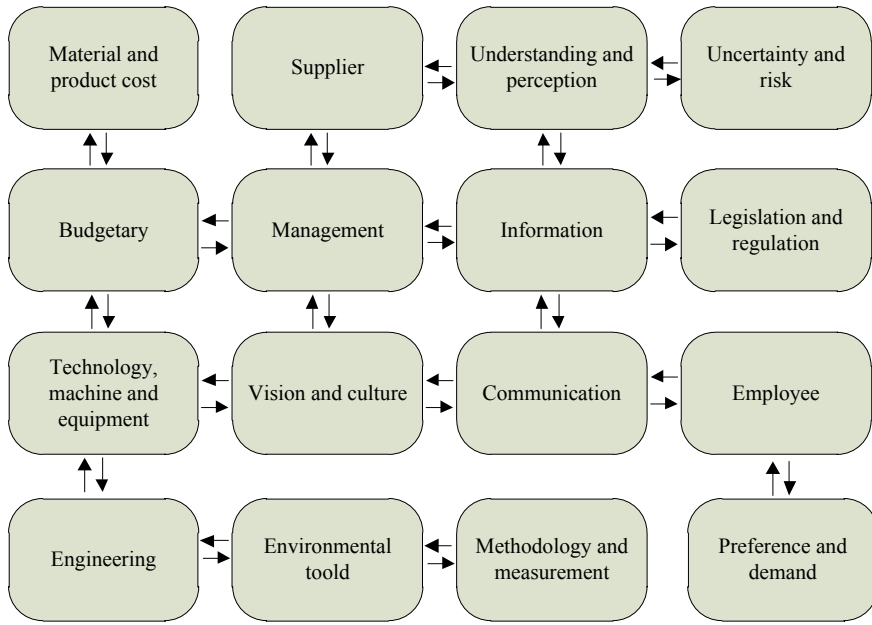 Material and
product cost
Supplier
Understanding and
perception
Uncertainty and
risk
Budgetary
Management
Information
Legislation and
regulation
Technology,
machine and
equipment
Vision and culture
Communication
Employee
Engineering
Environmental
toold
Methodology and
measurement
Preference and
demand